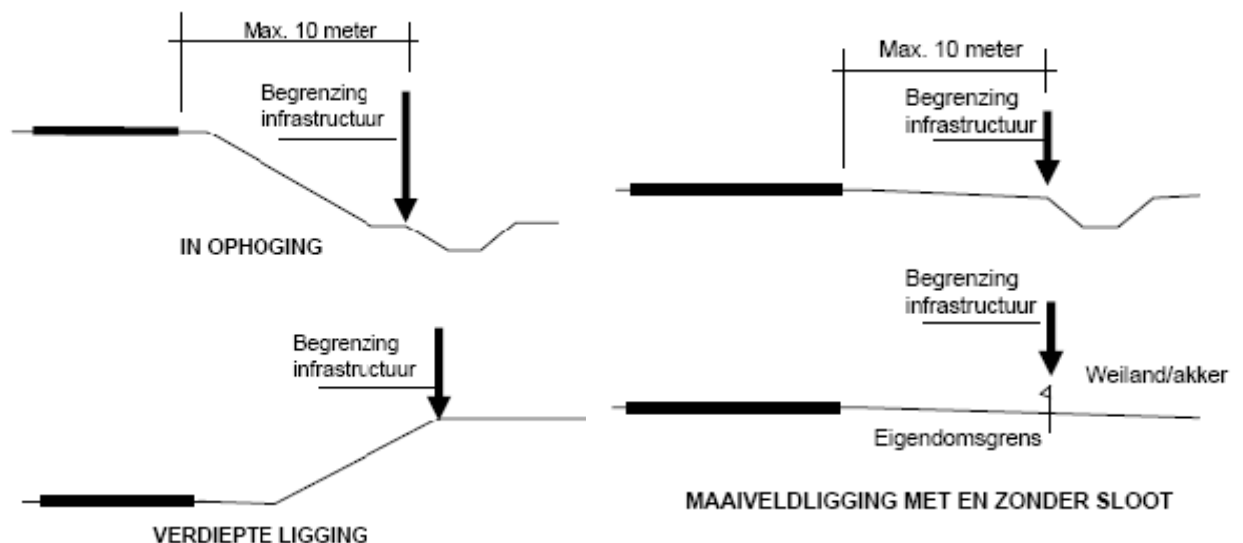 Max. 10 meter
Begrenzing
infrastructuur
IN OPHOGING
Begrenzing
infrastructuur
VERDIEPTE LIGGING
Max. 10 meter
Begrenzing
infrastructuur
Begrenzing
infrastructuur
Weiland/akker
Eigendomsgrens
MAAIVELDLIGGING MET EN ZONDER SLOOT